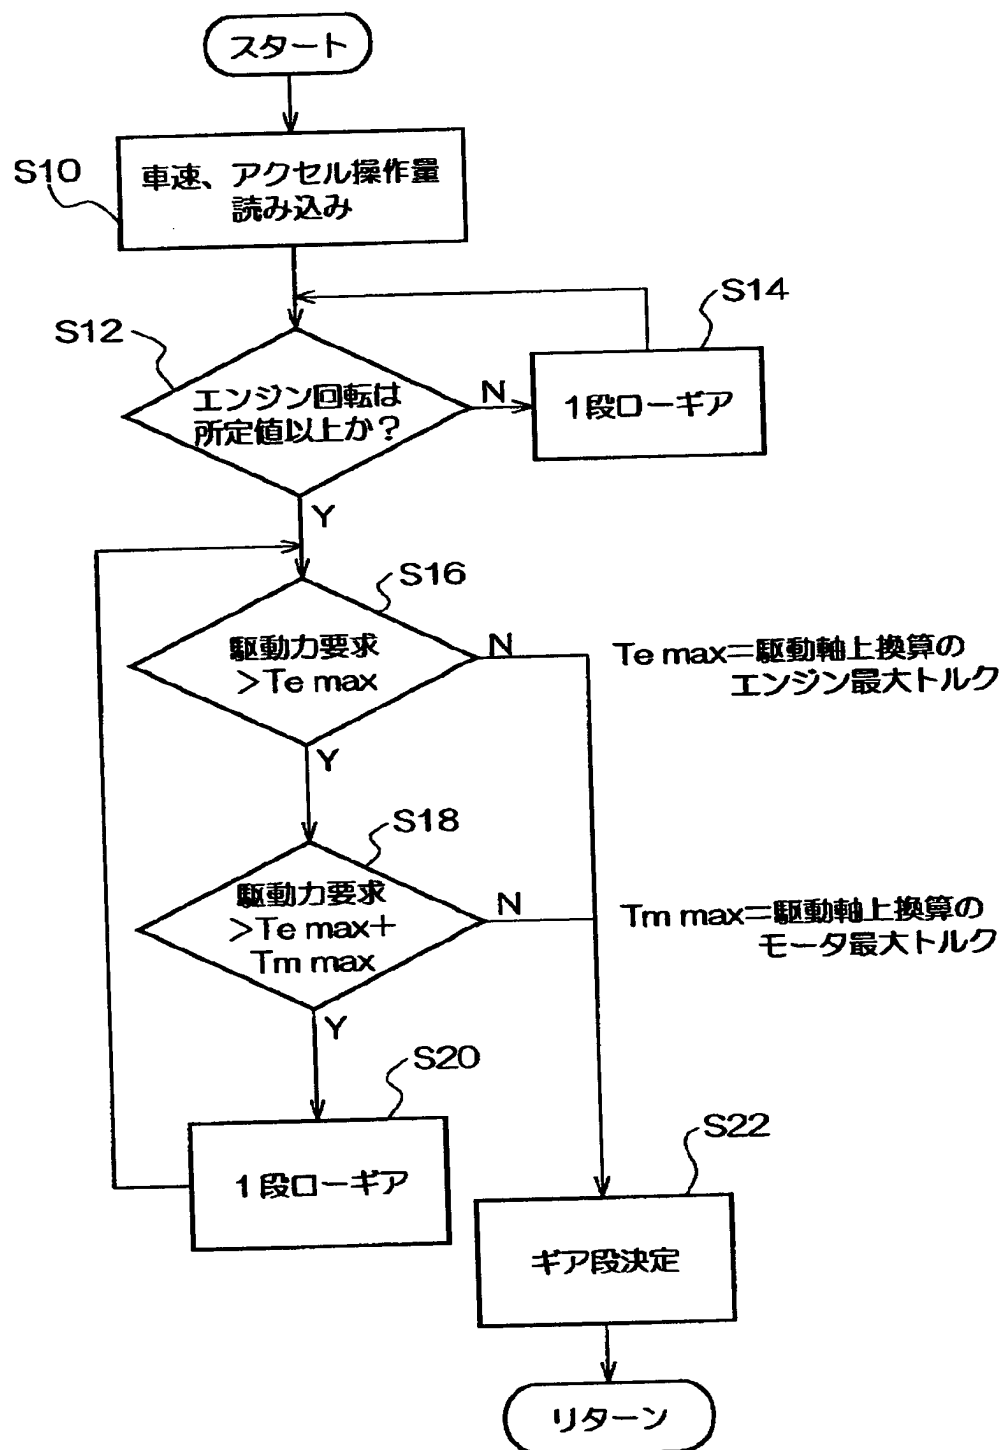 スタート
S10
車速、アクセル操作量
読み込み
S14
S12
エンジン回転は
所定値以上か？
N
1段ローギア
Y
S16
駆動力要求
＞Te max
N
Te max＝駆動軸上換算の
エンジン最大トルク
Y
S18
駆動力要求
＞Te max＋
Tm max
N
Tm max＝駆動軸上換算の
モータ最大トルク
Y
S20
1段ローギア
S22
ギア段決定
リターン